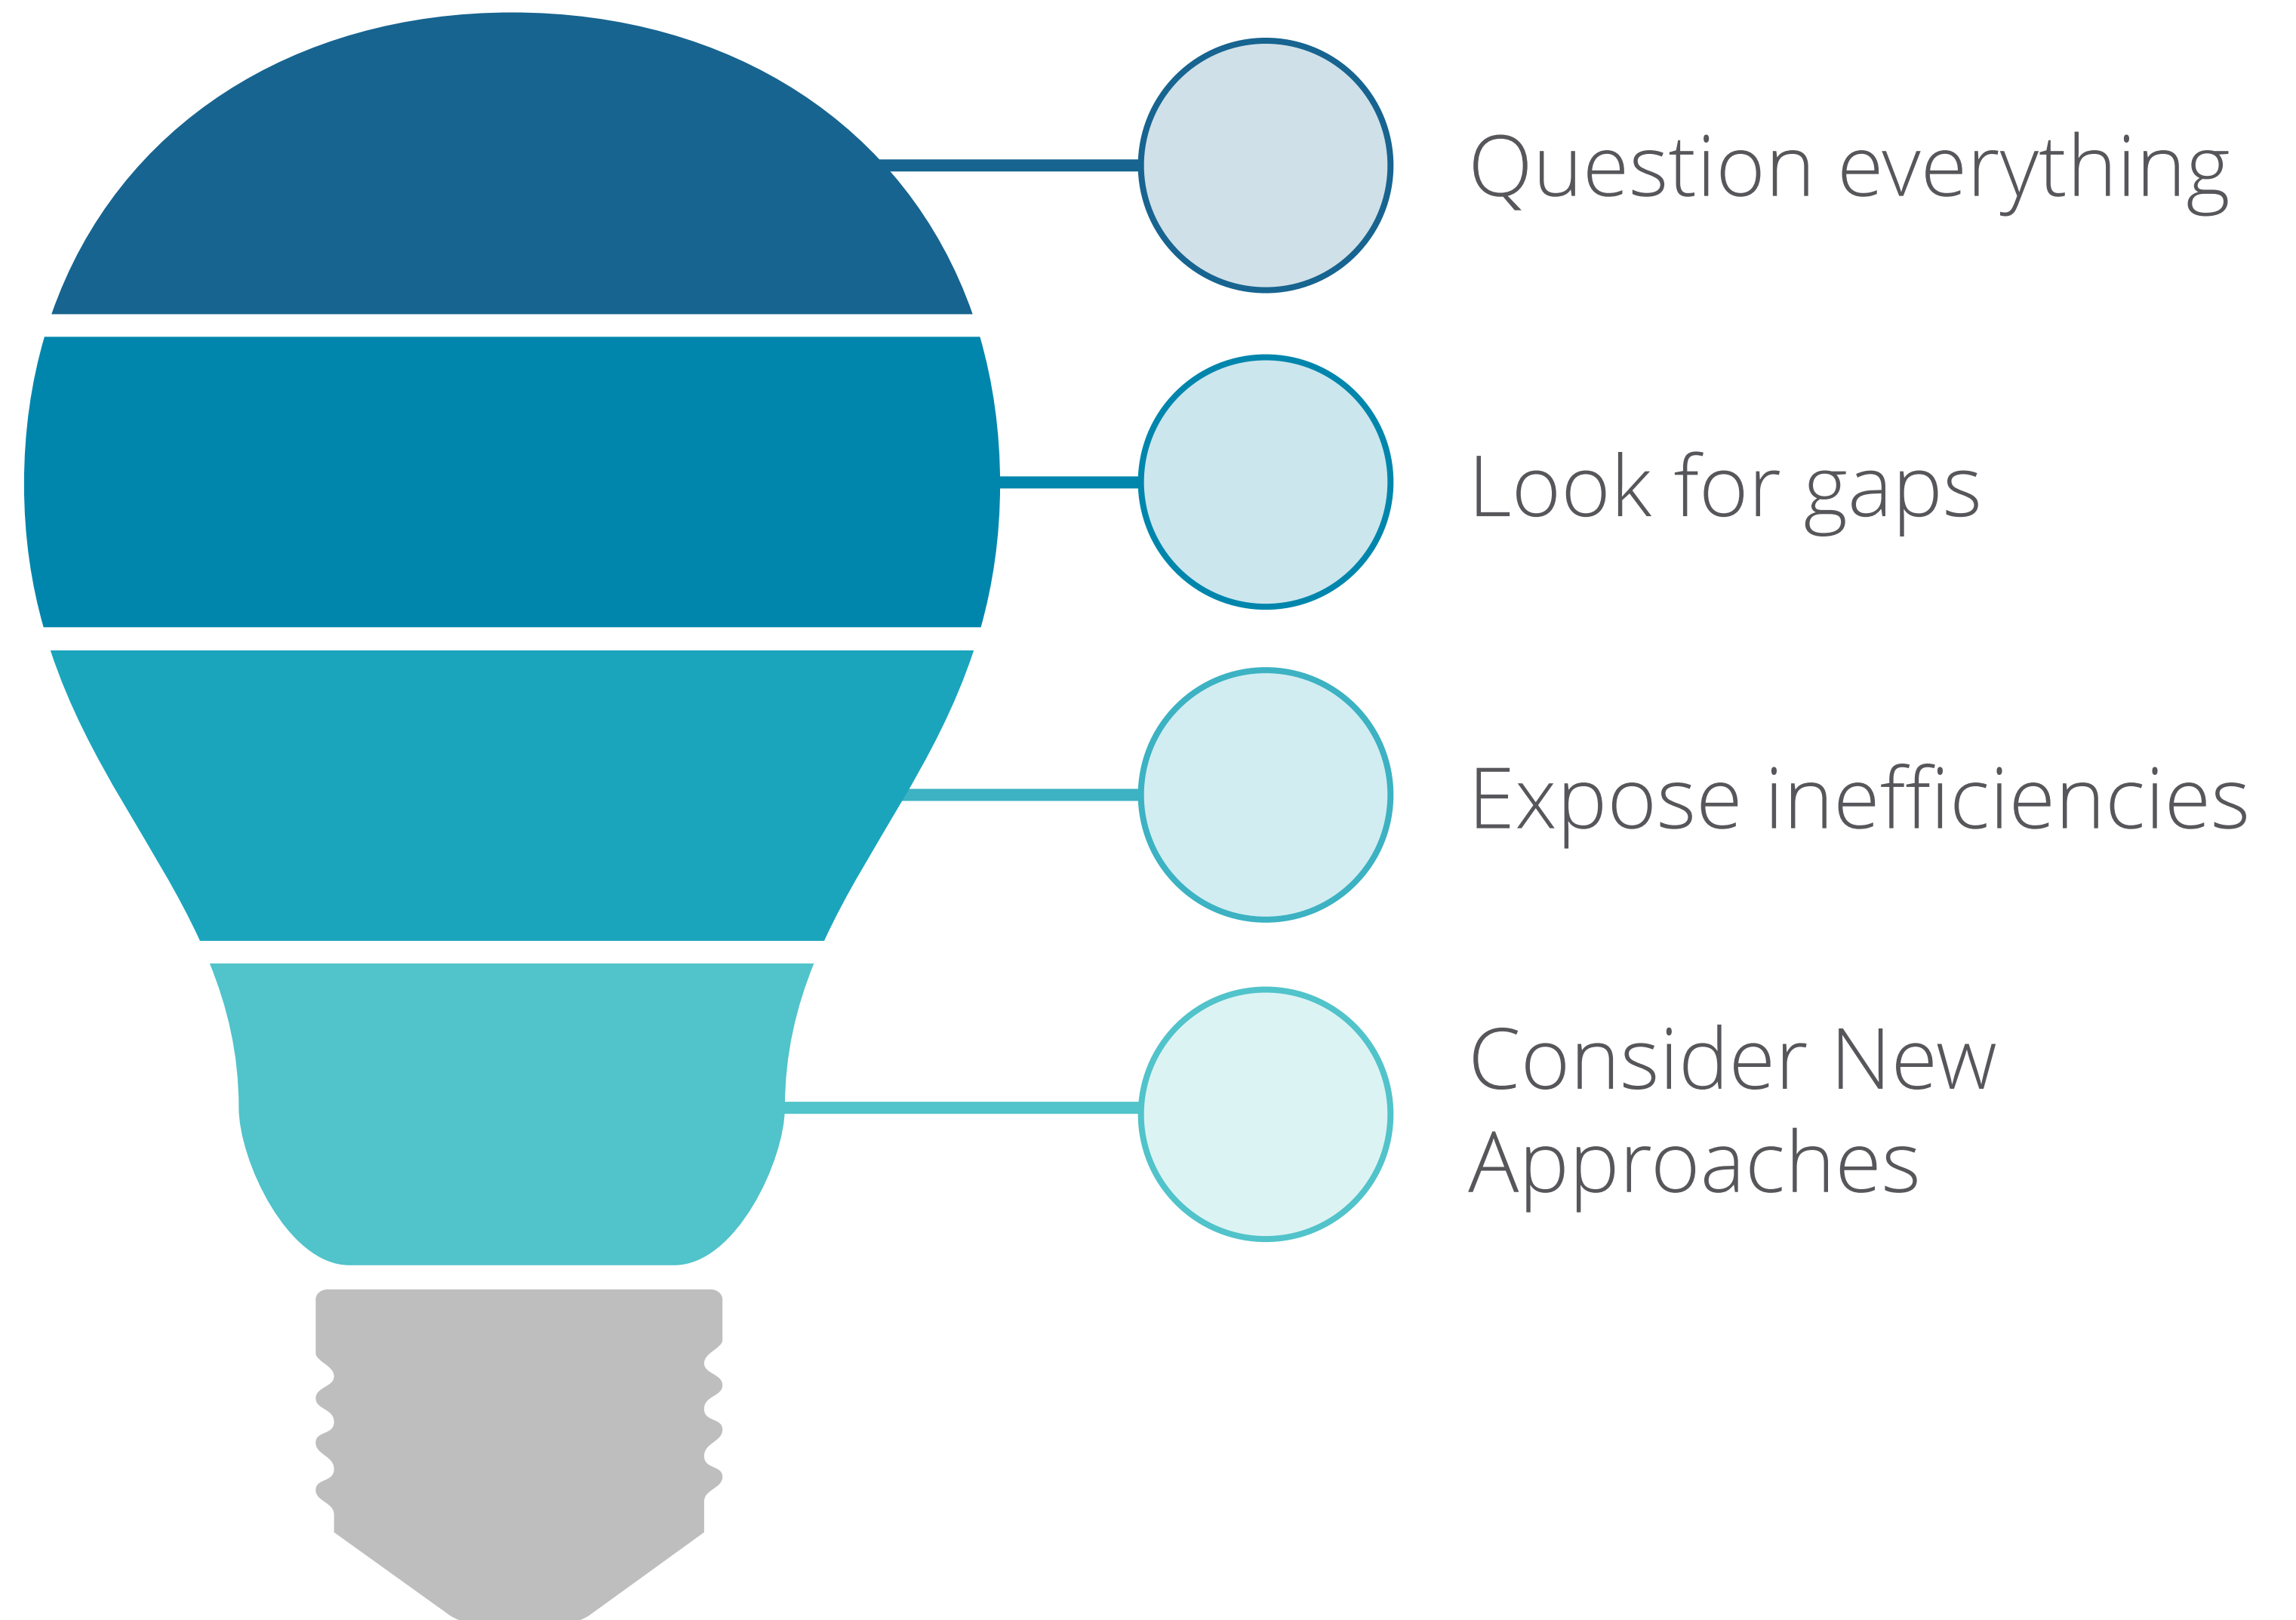 Question everything
Look for gaps
Expose inefficiencies
Consider New
Approaches